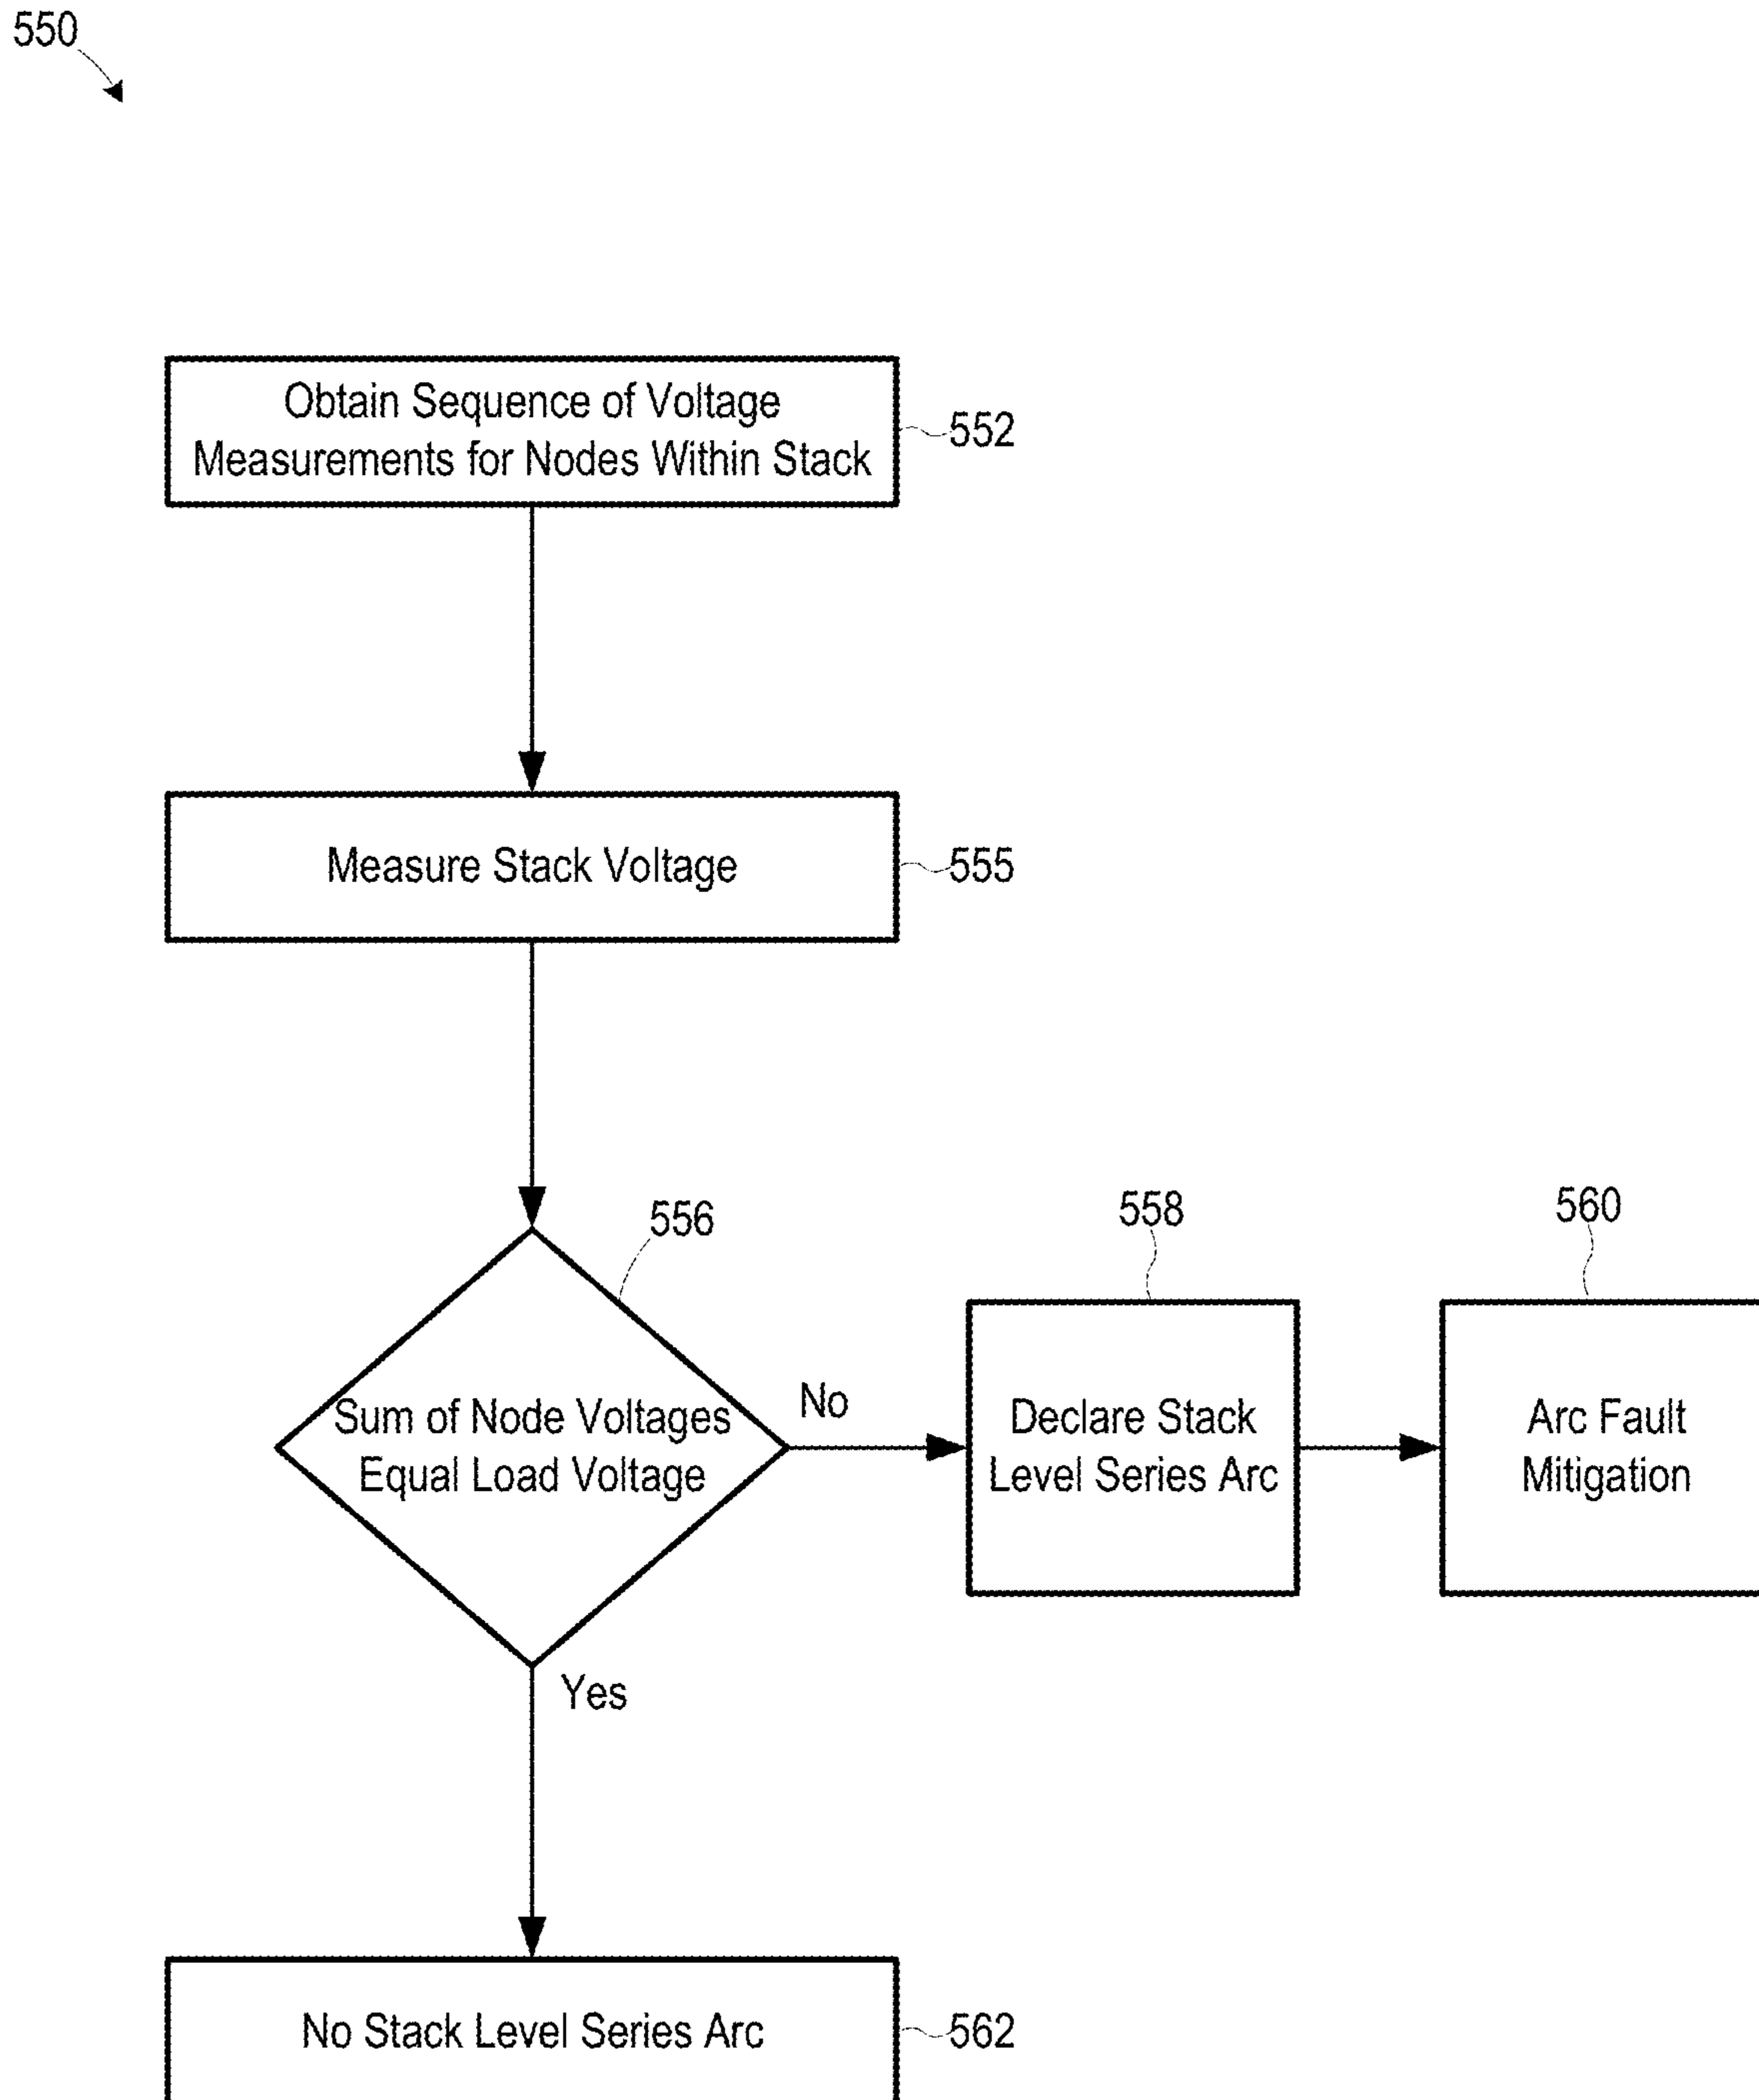 550
Obtain Sequence of Voltage
Measurements for Nodes Within Stack
552
Measure Stack Voltage
555
556
558
560
Sum of Node Voltages
Equal Load Voltage
No
Declare Stack
Level Series Arc
Arc Fault
Mitigation
Yes
No Stack Level Series Arc
562